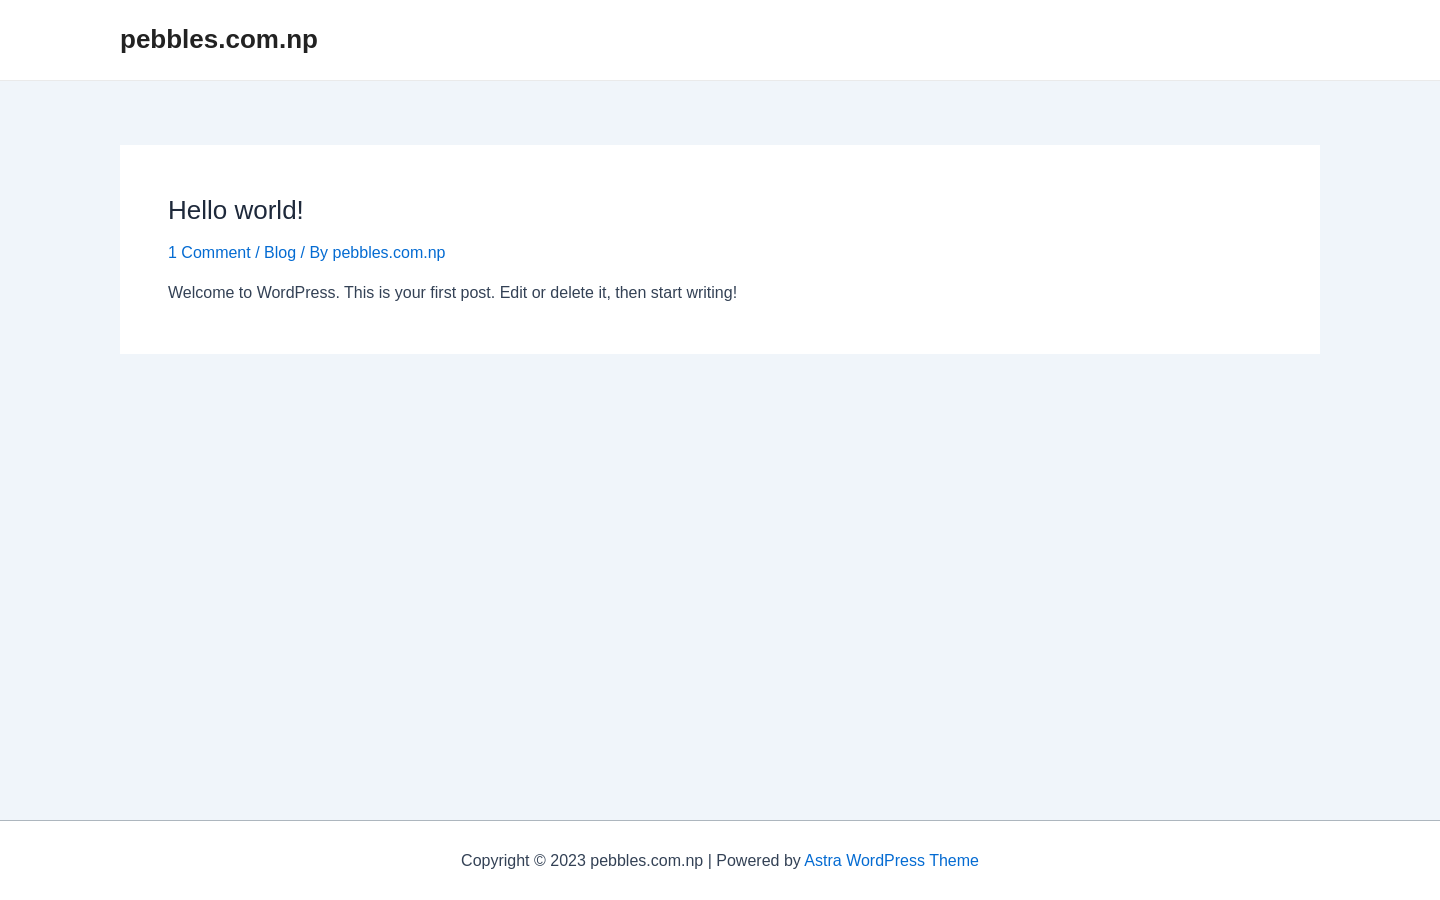 pebbles.com.np
Hello world!
1 Comment / Blog / By pebbles.com.np
Welcome to WordPress. This is your first post. Edit or delete it, then start writing!
Copyright © 2023 pebbles.com.np | Powered by Astra WordPress Theme